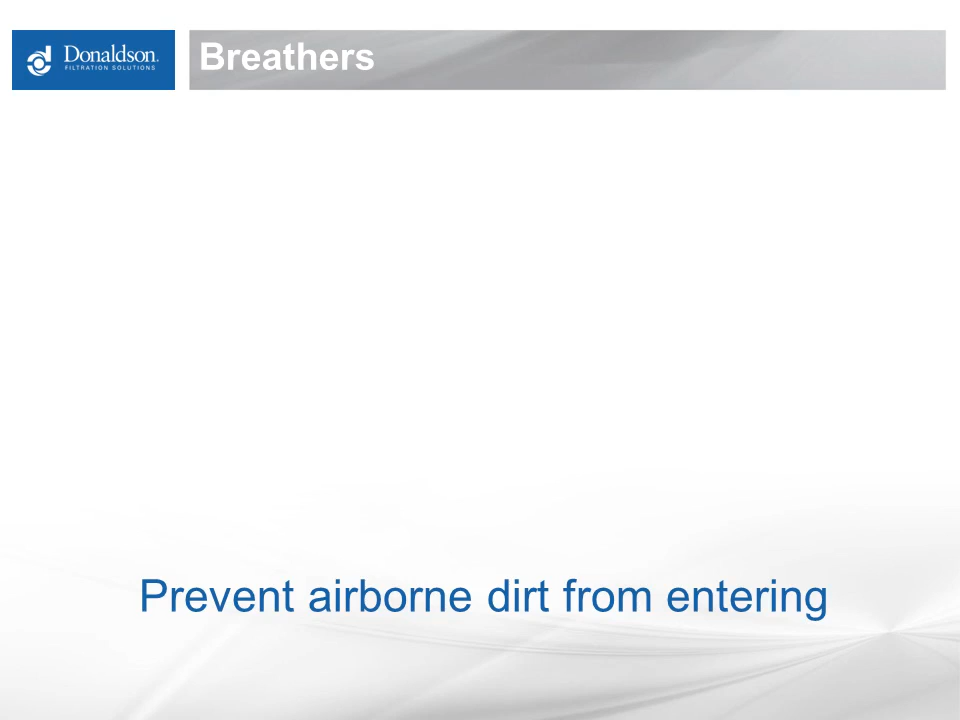 Donaldson.
FILTRATION SOLUTIONS
Breathers
Prevent airborne dirt from entering